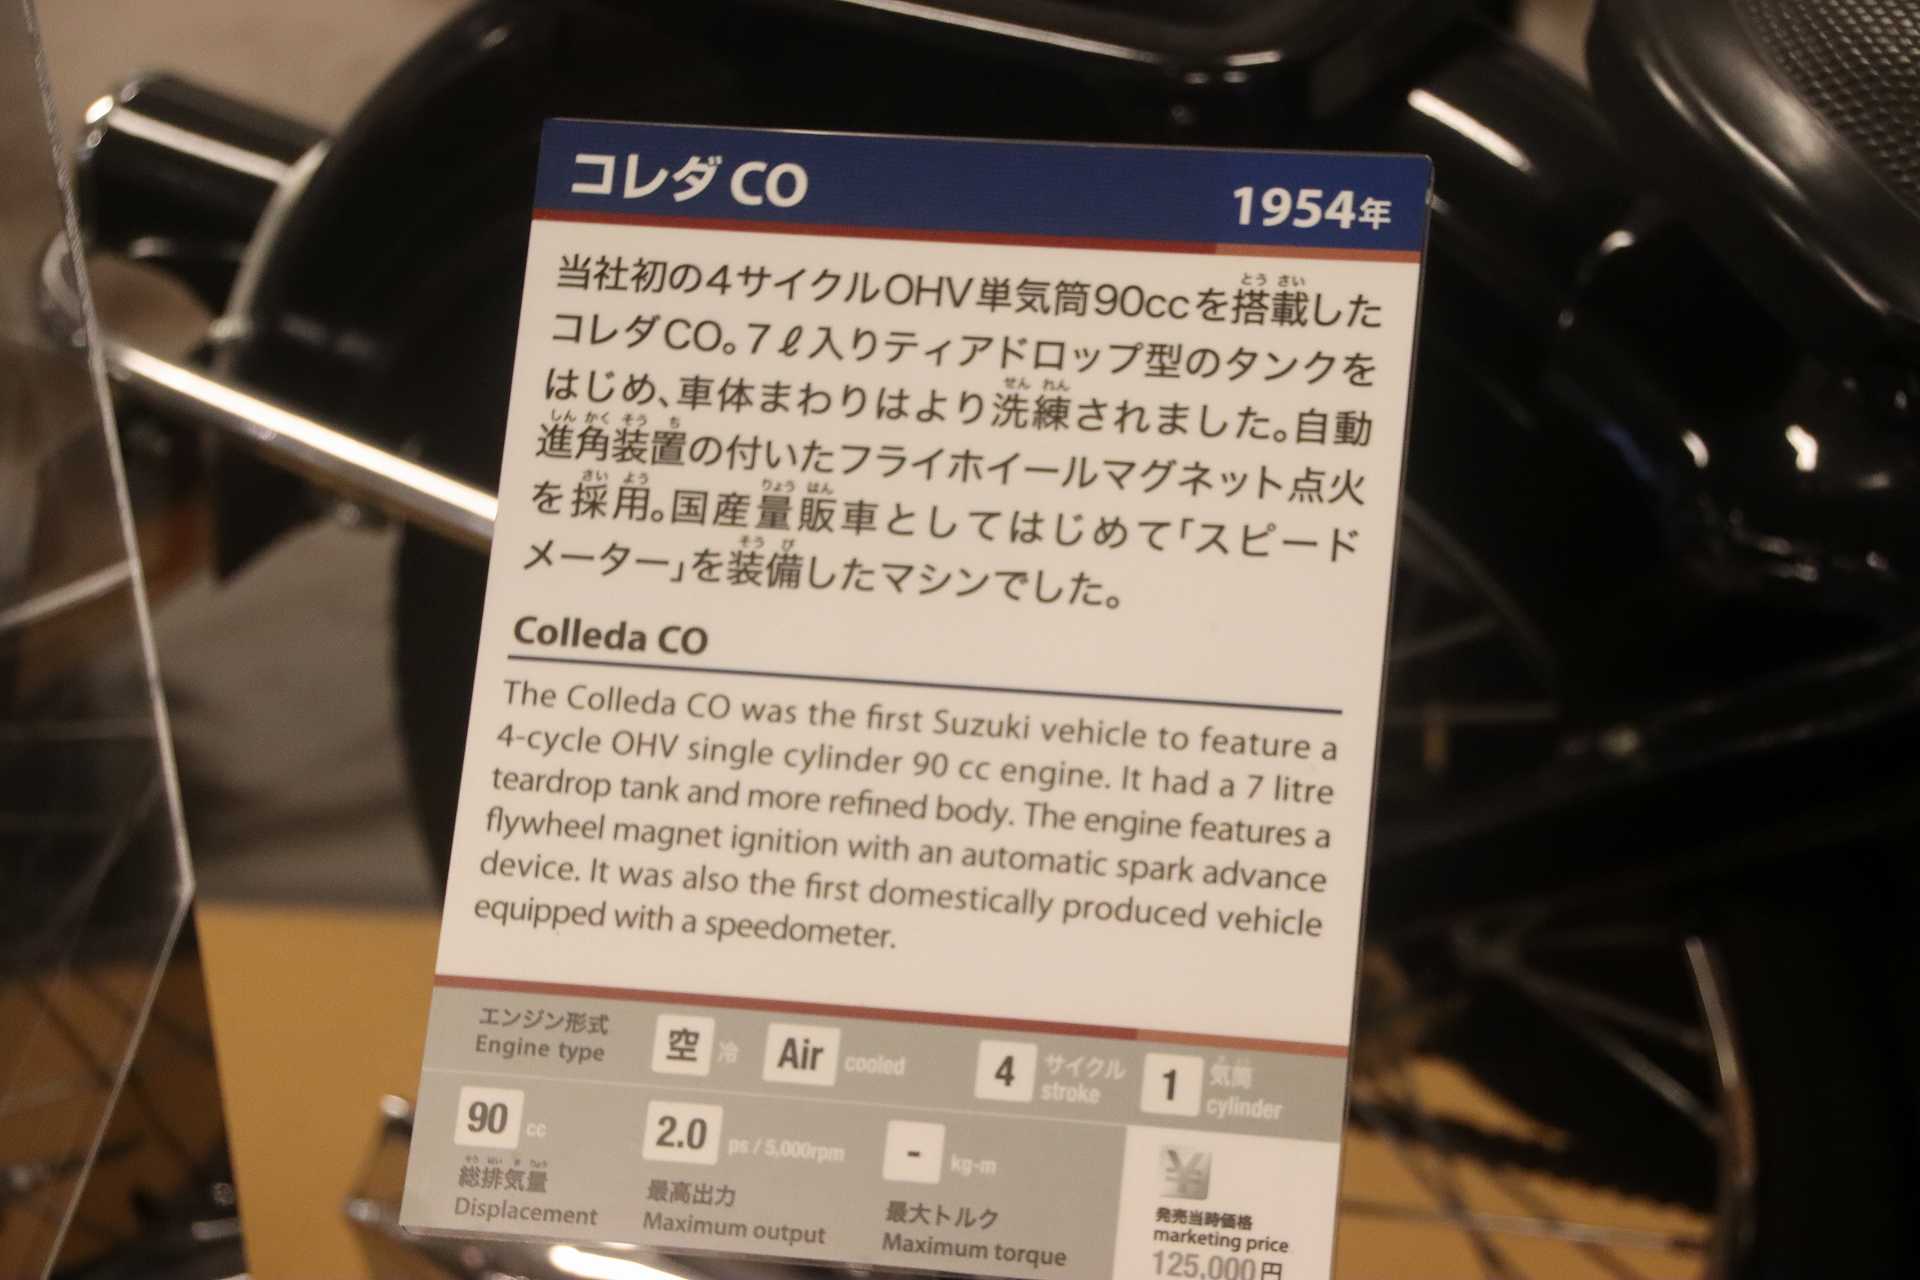 コレダ CO 1954年
当社初の4サイクルOHV単気筒90ccを搭載した
とう さい
コレダCO。7ℓ入りティアドロップ型のタンクを
はじめ、車体まわりはより洗練されました。自動
せん れん
進角装置の付いたフライホイールマグネット点火
しん かく そう ち
を採用。国産量販車としてはじめて「スピード
さい よう りょう はん
メーター」を装備したマシンでした。
そう び
Colleda CO
The Colleda CO was the first Suzuki vehicle to feature a
4-cycle OHV single cylinder 90 cc engine. It had a 7 litre
teardrop tank and more refined body. The engine features a
flywheel magnet ignition with an automatic spark advance
device. It was also the first domestically produced vehicle
equipped with a speedometer.
エンジン形式
Engine type
空冷 Air cooled
4 サイクル stroke
1 気筒 cylinder
90 cc
総排気量
Displacement
2.0 ps / 5,000rpm
最高出力
Maximum output
- kg-m
最大トルク
Maximum torque
¥
発売当時価格
marketing price
125,000円